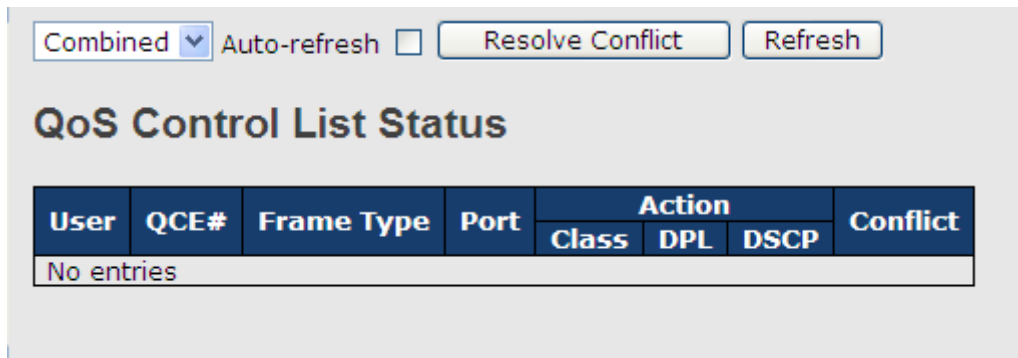 Combined Auto-refresh Resolve Conflict Refresh
QoS Control List Status
User QCE# Frame Type Port Action Conflict
Class DPL DSCP
No entries